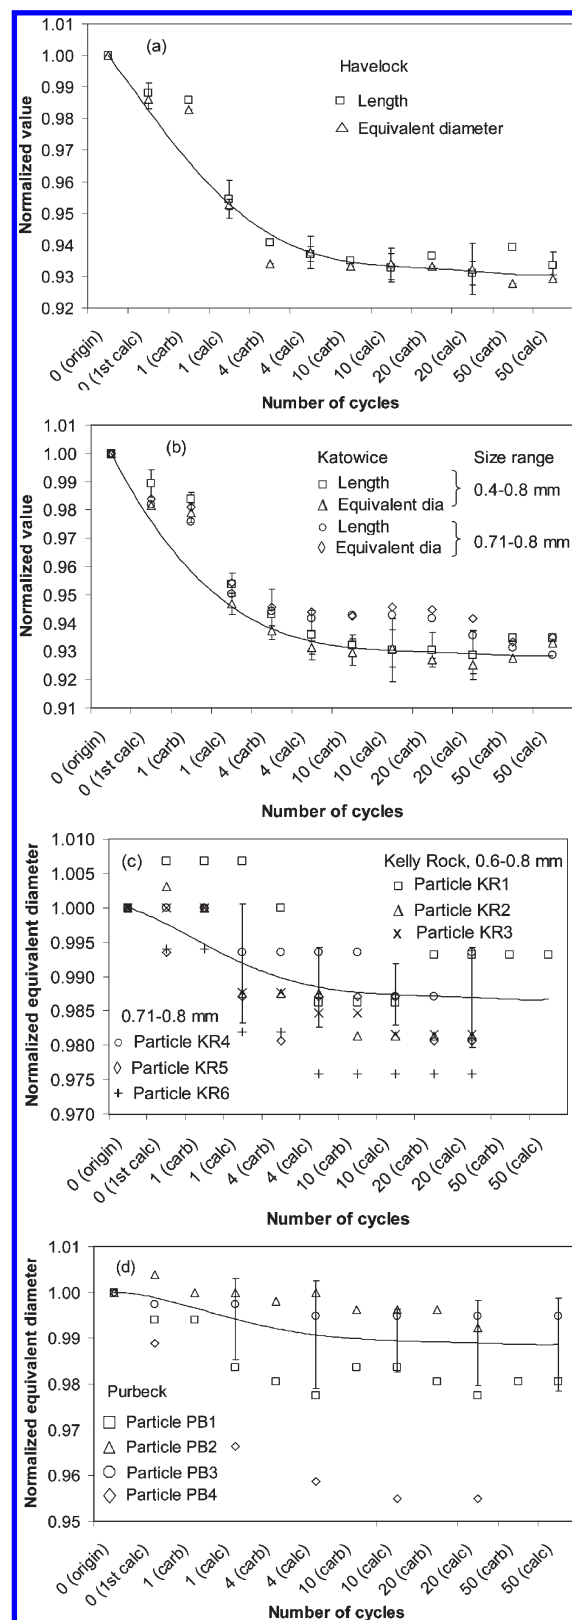 (a)
Havelock
Length
Equivalent diameter
1.00
0.99
0.98
0.97
0.96
0.95
0.94
0.93
0.92
Normalized value
0 (origin)
0 (1st calc)
1 (carb)
1 (calc)
4 (carb)
4 (calc)
10 (carb)
10 (calc)
20 (carb)
20 (calc)
50 (carb)
50 (calc)
Number of cycles
(b)
Katowice Size range
Length
Equivalent dia
0.4-0.8 mm
Length
Equivalent dia
0.71-0.8 mm
1.01
1.00
0.99
0.98
0.97
0.96
0.95
0.94
0.93
0.92
0.91
Normalized value
0 (origin)
0 (1st calc)
1 (carb)
1 (calc)
4 (carb)
4 (calc)
10 (carb)
10 (calc)
20 (carb)
20 (calc)
50 (carb)
50 (calc)
Number of cycles
(c)
Kelly Rock, 0.6-0.8 mm
Particle KR1
Particle KR2
Particle KR3
0.71-0.8 mm
Particle KR4
Particle KR5
Particle KR6
1.010
1.005
1.000
0.995
0.990
0.985
0.980
0.975
0.970
Normalized equivalent diameter
0 (origin)
0 (1st calc)
1 (carb)
1 (calc)
4 (carb)
4 (calc)
10 (carb)
10 (calc)
20 (carb)
20 (calc)
50 (carb)
50 (calc)
Number of cycles
(d)
Purbeck
Particle PB1
Particle PB2
Particle PB3
Particle PB4
1.01
1.00
0.99
0.98
0.97
0.96
0.95
Normalized equivalent diameter
0 (origin)
0 (1st calc)
1 (carb)
1 (calc)
4 (carb)
4 (calc)
10 (carb)
10 (calc)
20 (carb)
20 (calc)
50 (carb)
50 (calc)
Number of cycles